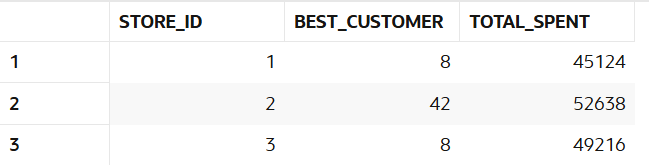 STORE_ID BEST_CUSTOMER TOTAL_SPENT
1 1 8 45124
2 2 42 52638
3 3 8 49216